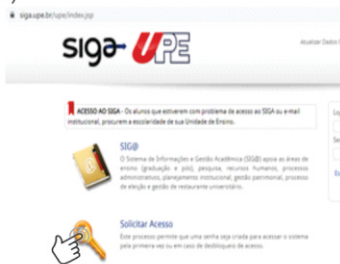 siga.upe.br/upe/index.jsp
siga UPE
Atualizar Dados
ACESSO AO SIGA - Os alunos que estiverem com problema de acesso ao SIGA ou e-mail
institucional, procurem a escolaridade de sua Unidade de Ensino.
SIG@
O Sistema de Informações e Gestão Acadêmica (SIG@) apoia as áreas de
ensino (graduação e pós), pesquisa, recursos humanos, processos
administrativos, planejamento institucional, gestão patrimonial, processo
de eleição e gestão de restaurante universitário.
Solicitar Acesso
Este processo permite que uma senha seja criada para acessar o sistema
pela primeira vez ou em caso de desbloqueio de acesso.